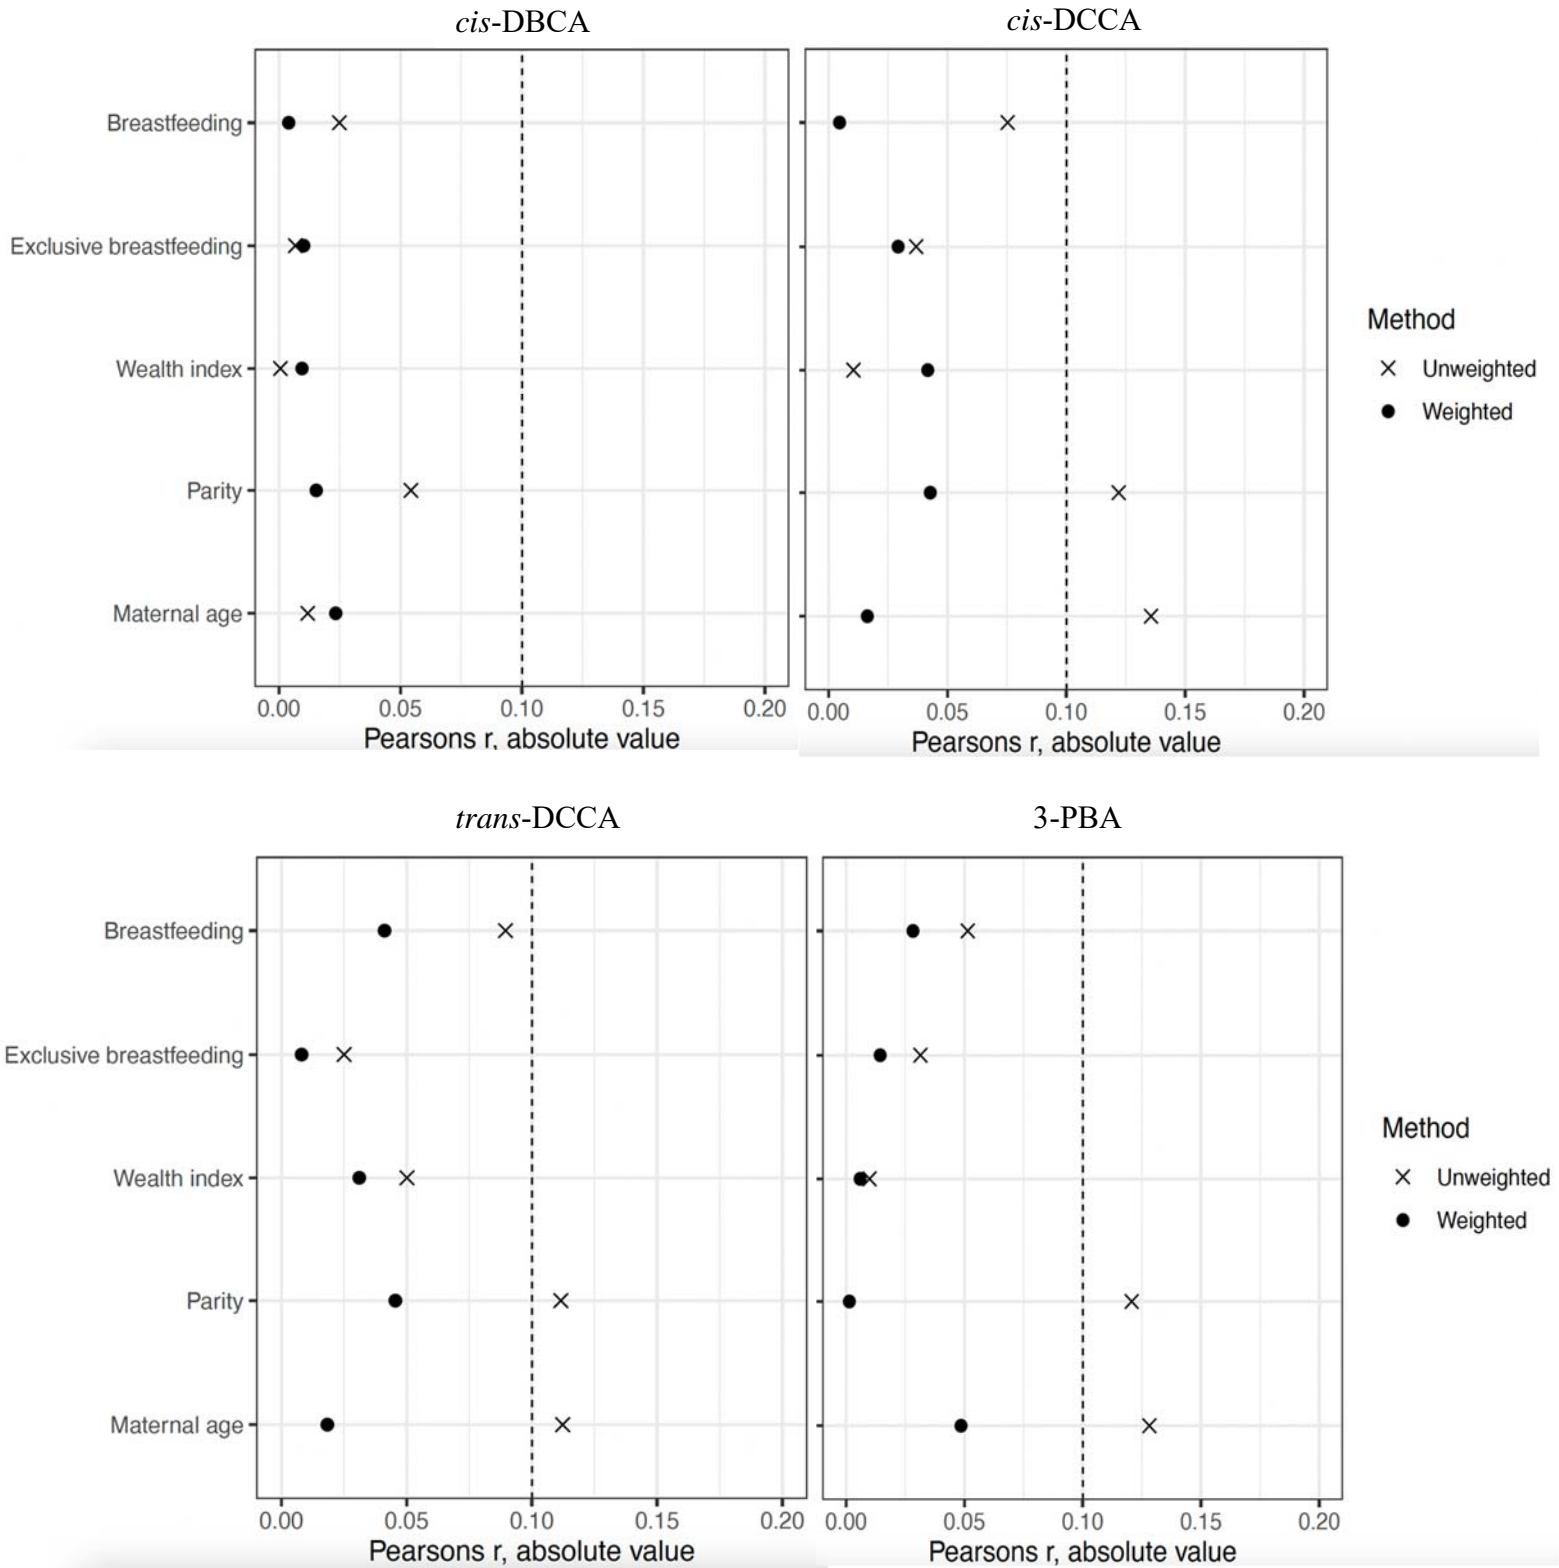 cis-DBCA
cis-DCCA
Breastfeeding
Exclusive breastfeeding
Wealth index
Parity
Maternal age
0.00 0.05 0.10 0.15 0.20
Pearsons r, absolute value
0.00 0.05 0.10 0.15 0.20
Pearsons r, absolute value
Method
Unweighted
Weighted
trans-DCCA
3-PBA
Breastfeeding
Exclusive breastfeeding
Wealth index
Parity
Maternal age
0.00 0.05 0.10 0.15 0.20
Pearsons r, absolute value
0.00 0.05 0.10 0.15 0.20
Pearsons r, absolute value
Method
Unweighted
Weighted